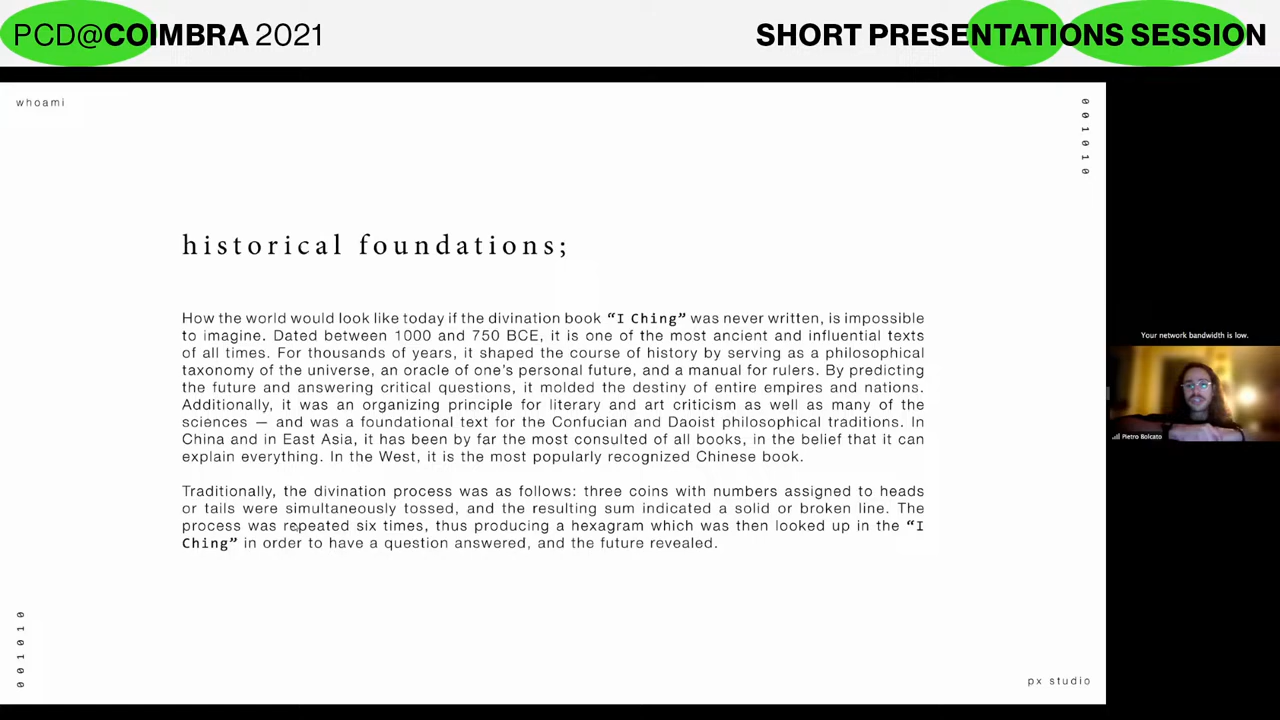 PCD@COIMBRA 2021
SHORT PRESENTATIONS SESSION
whoami
001010
historical foundations;
How the world would look like today if the divination book “I Ching” was never written, is impossible
to imagine. Dated between 1000 and 750 BCE, it is one of the most ancient and influential texts
of all times. For thousands of years, it shaped the course of history by serving as a philosophical
taxonomy of the universe, an oracle of one's personal future, and a manual for rulers. By predicting
the future and answering critical questions, it molded the destiny of entire empires and nations.
Additionally, it was an organizing principle for literary and art criticism as well as many of the
sciences — and was a foundational text for the Confucian and Daoist philosophical traditions. In
China and in East Asia, it has been by far the most consulted of all books, in the belief that it can
explain everything. In the West, it is the most popularly recognized Chinese book.
Traditionally, the divination process was as follows: three coins with numbers assigned to heads
or tails were simultaneously tossed, and the resulting sum indicated a solid or broken line. The
process was repeated six times, thus producing a hexagram which was then looked up in the “I
Ching” in order to have a question answered, and the future revealed.
Your network bandwidth is low.
Pietro Bolcato
001010
px studio